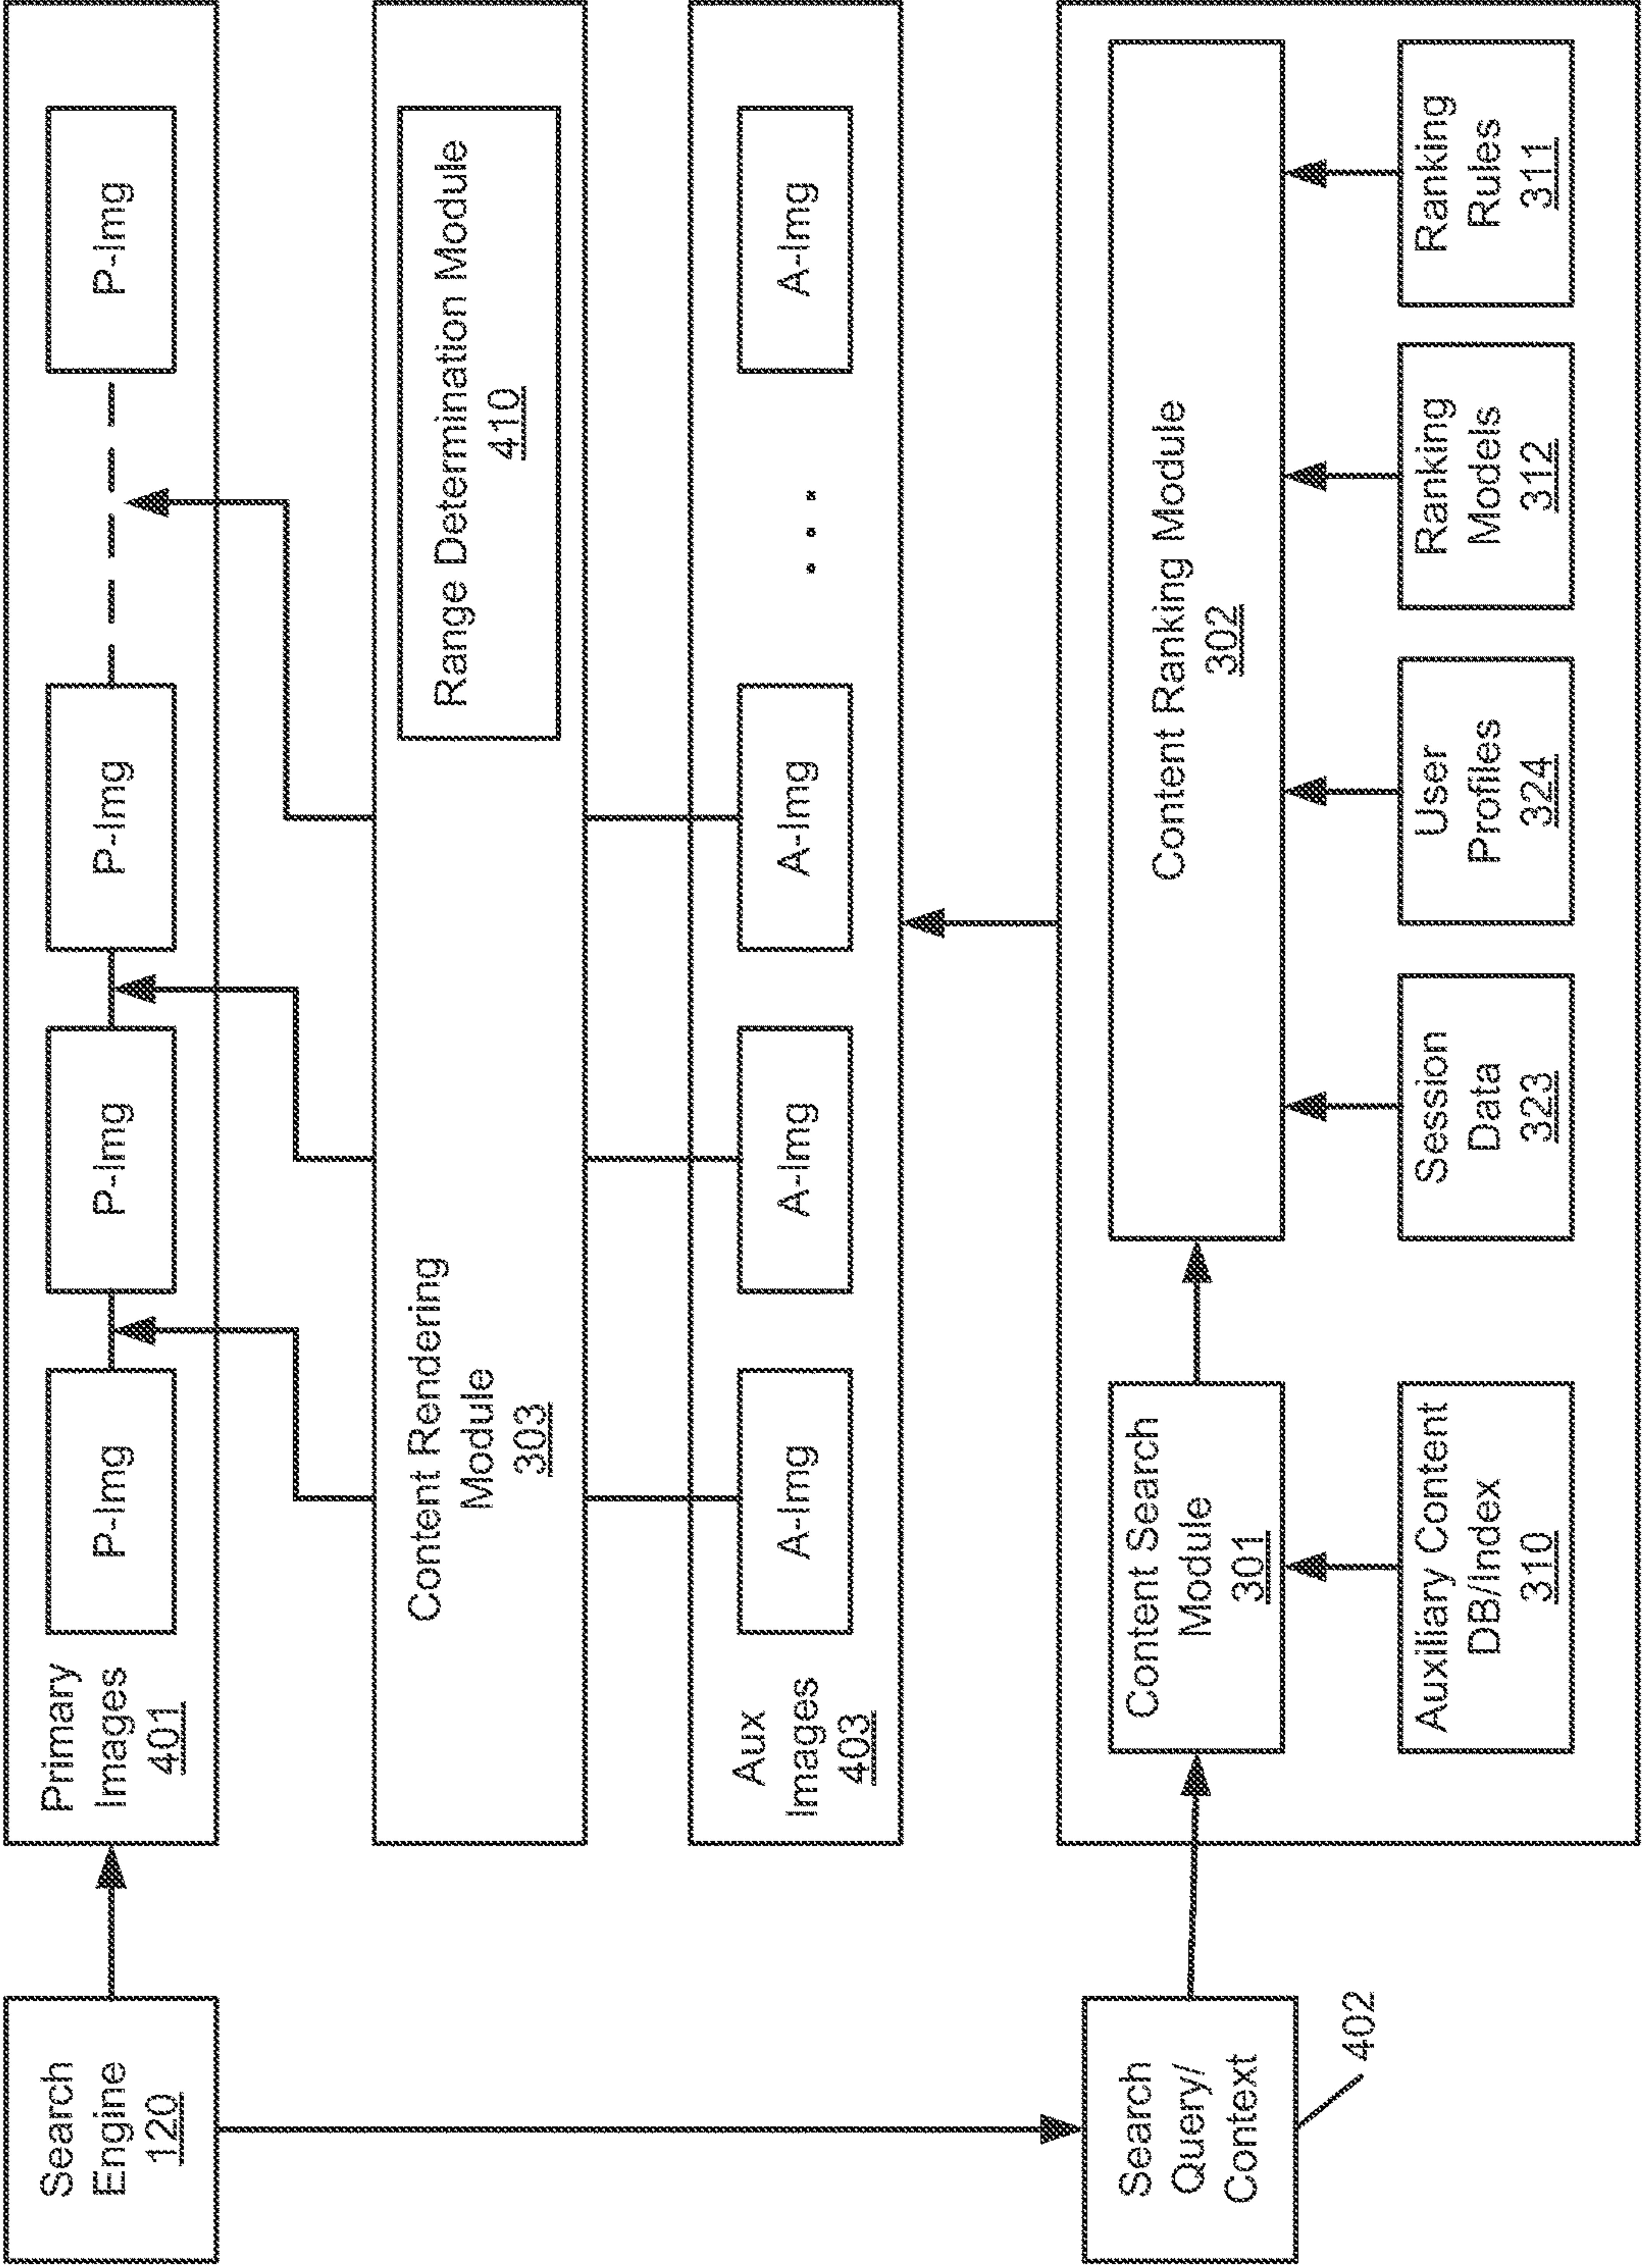 Search
Engine
120
Primary
Images
401
P-Img
P-Img
P-Img
P-Img
Content Rendering
Module
303
Range Determination Module
410
Aux
Images
403
A-Img
A-Img
A-Img
...
A-Img
Search
Query/
Context
402
Content Search
Module
301
Content Ranking Module
302
Auxiliary Content
DB/Index
310
Session
Data
323
User
Profiles
324
Ranking
Models
312
Ranking
Rules
311